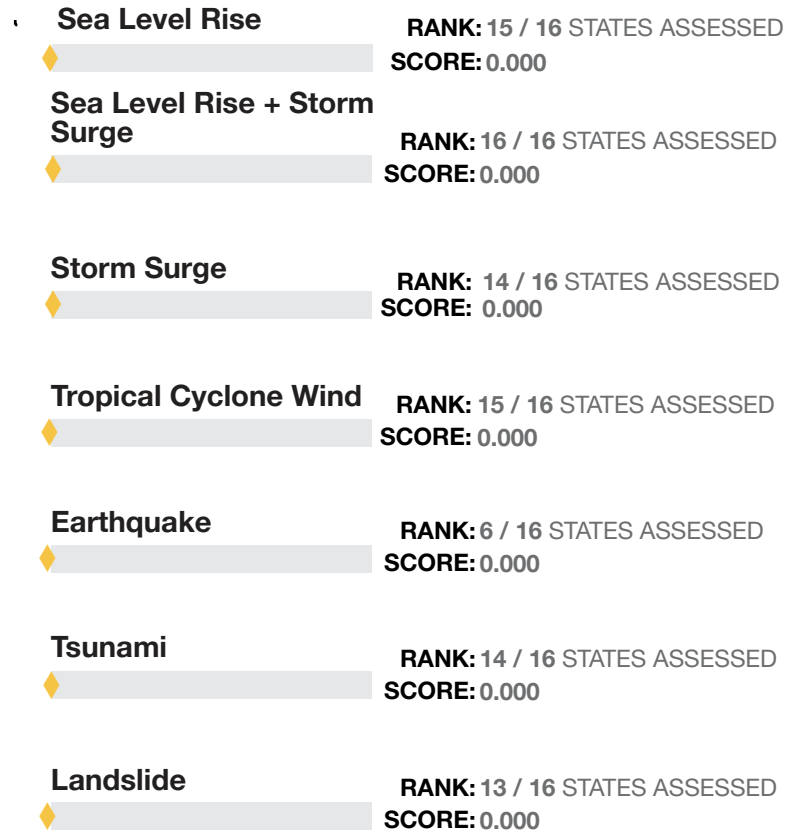 Sea Level Rise
RANK: 15 / 16 STATES ASSESSED
SCORE: 0.000
Sea Level Rise + Storm
Surge
RANK: 16 / 16 STATES ASSESSED
SCORE: 0.000
Storm Surge
RANK: 14 / 16 STATES ASSESSED
SCORE: 0.000
Tropical Cyclone Wind
RANK: 15 / 16 STATES ASSESSED
SCORE: 0.000
Earthquake
RANK: 6 / 16 STATES ASSESSED
SCORE: 0.000
Tsunami
RANK: 14 / 16 STATES ASSESSED
SCORE: 0.000
Landslide
RANK: 13 / 16 STATES ASSESSED
SCORE: 0.000